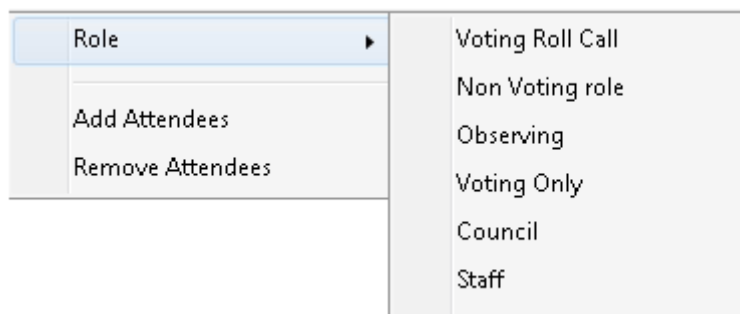 Role
Add Attendees
Remove Attendees
Voting Roll Call
Non Voting role
Observing
Voting Only
Council
Staff